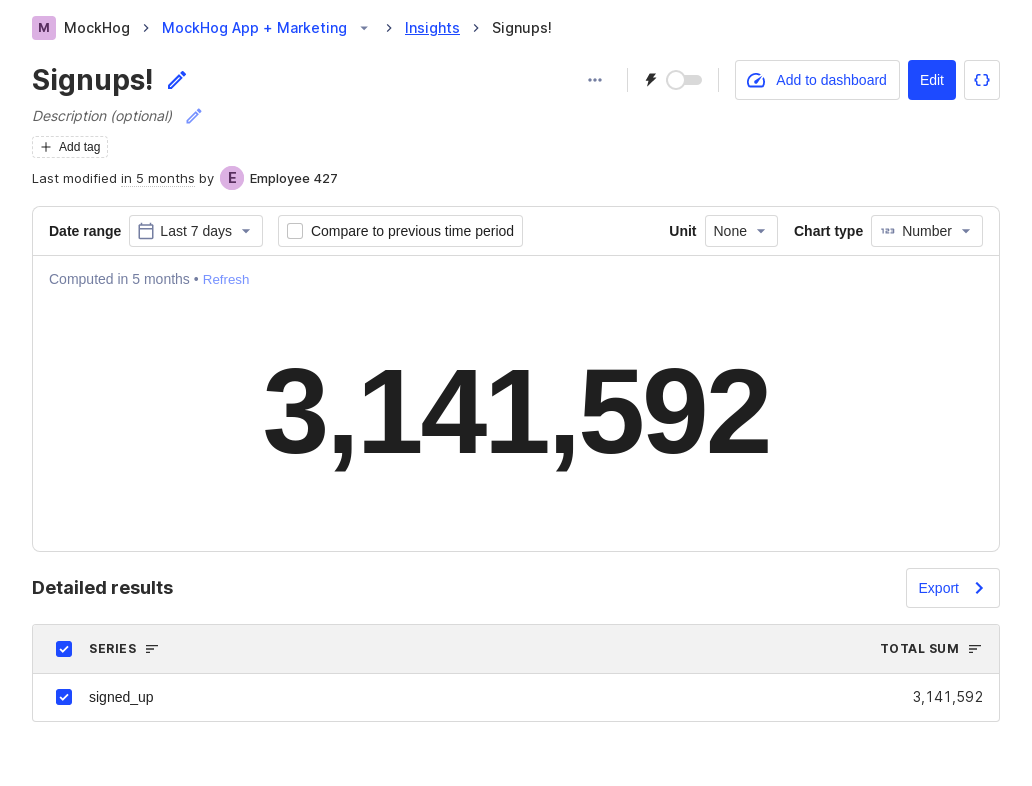 M MockHog MockHog App + Marketing Insights Signups!
Signups!
Add to dashboard Edit
Description (optional)
Add tag
Last modified in 5 months by E Employee 427
Date range Last 7 days Compare to previous time period Unit None Chart type 123 Number
Computed in 5 months • Refresh
3,141,592
Detailed results
Export
SERIES TOTAL SUM
signed_up 3,141,592